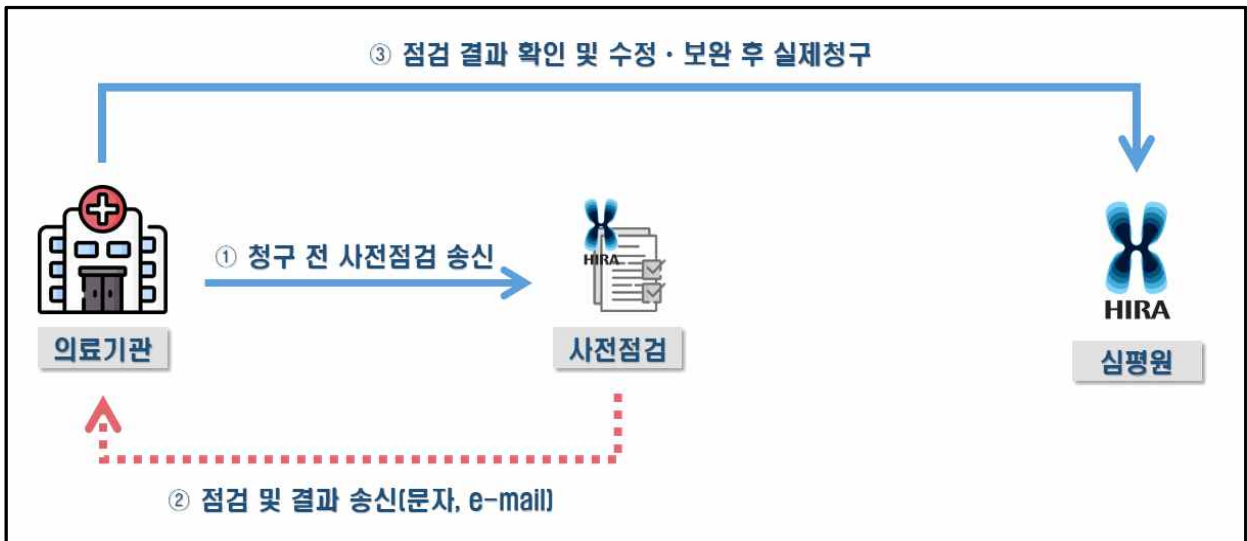 ③ 점검 결과 확인 및 수정 · 보완 후 실제청구
① 청구 전 사전점검 송신
HIRA
HIRA
의료기관
사전점검
심평원
② 점검 및 결과 송신(문자, e-mail)